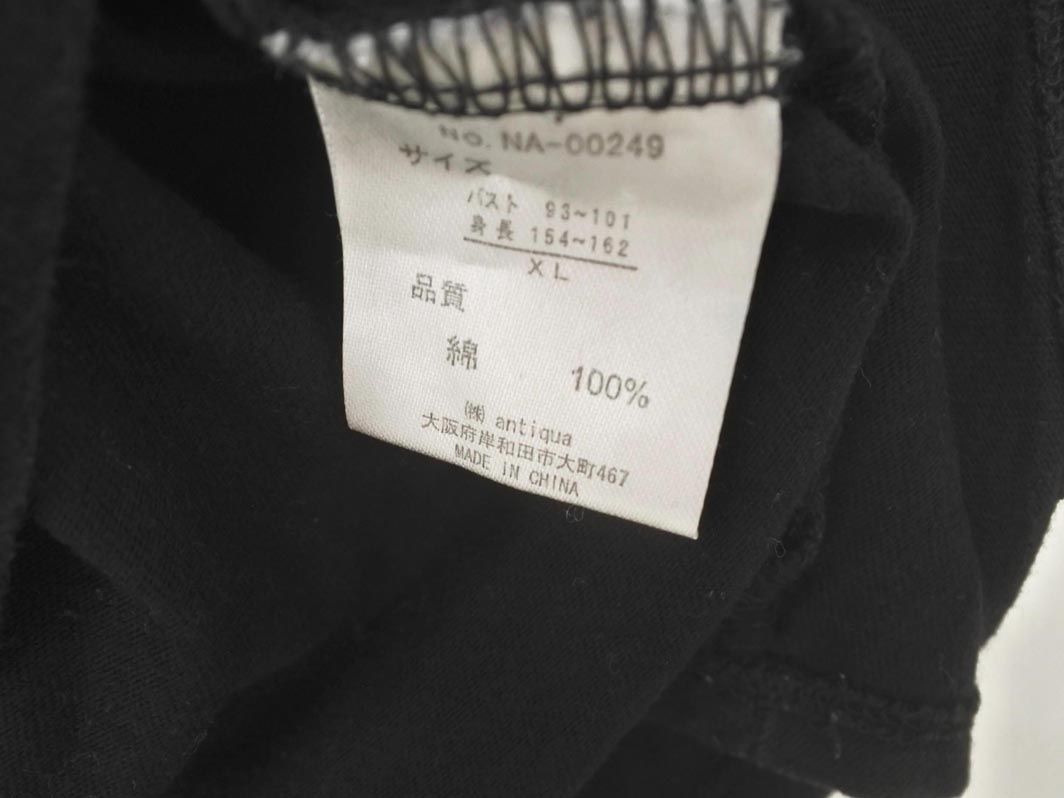 NO. NA-00249
サイズ
バスト 93~101
身長 154~162
XL
品質
綿 100%
㈱ antiqua
大阪府岸和田市大町467
MADE IN CHINA